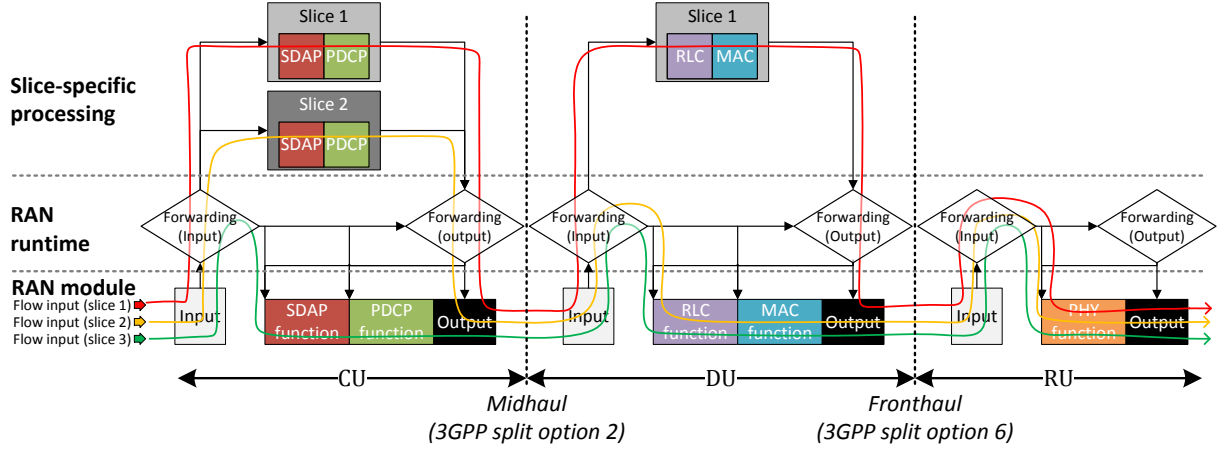 Slice 1
SDAP PDCP
Slice 2
SDAP PDCP
Slice 1
RLC MAC
Slice-specific
processing
RAN
runtime
Forwarding
(Input)
Forwarding
(output)
Forwarding
(Input)
Forwarding
(Output)
Forwarding
(Input)
Forwarding
(Output)
RAN module
Flow input (slice 1)
Flow input (slice 2)
Flow input (slice 3)
Input
SDAP
function
PDCP
function
Output
Input
RLC
function
MAC
function
Output
Input
PHY
function
Output
CU
DU
RU
Midhaul
(3GPP split option 2)
Fronthaul
(3GPP split option 6)